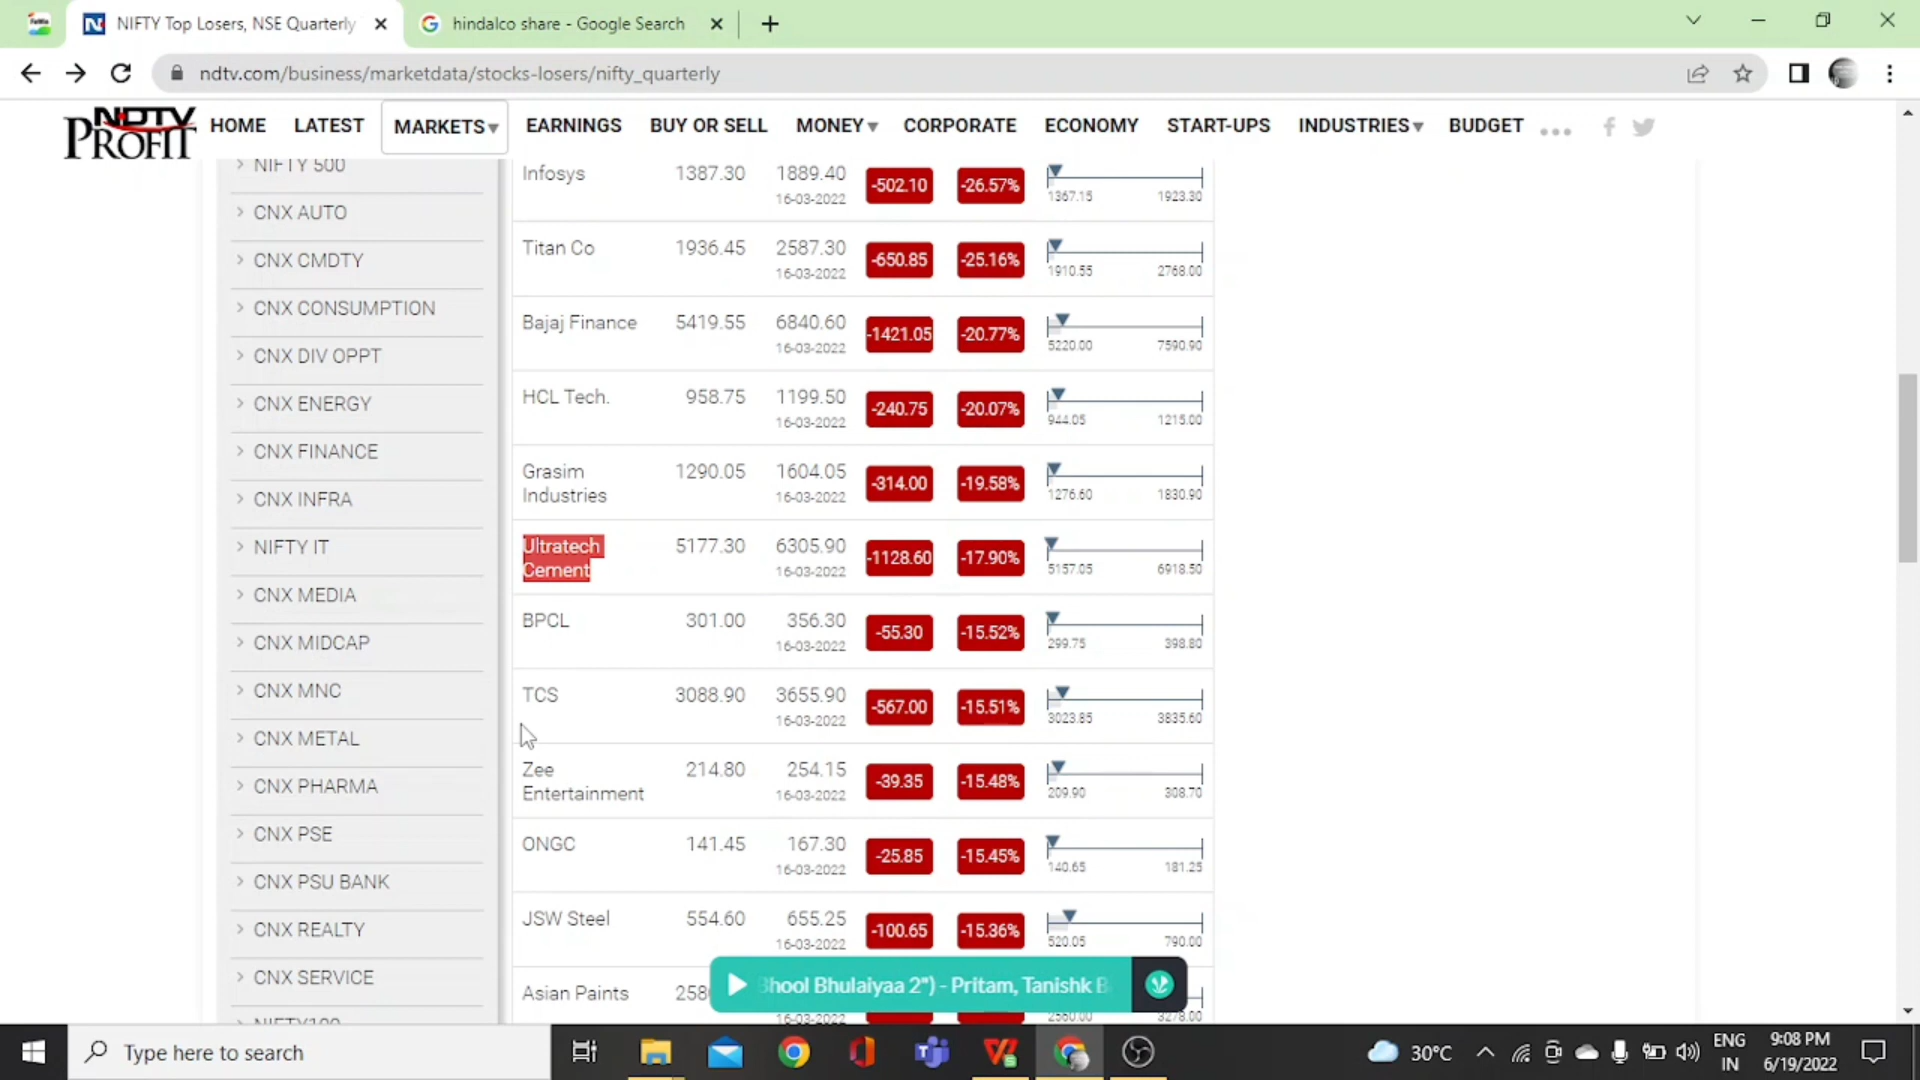 NIFTY Top Losers, NSE Quarterly
hindalco share - Google Search
ndtv.com/business/marketdata/stocks-losers/nifty_quarterly
NDTV
PROFIT
HOME LATEST MARKETS▾ EARNINGS BUY OR SELL MONEY▾ CORPORATE ECONOMY START-UPS INDUSTRIES▾ BUDGET
NIFTY 500
CNX AUTO
CNX CMDTY
CNX CONSUMPTION
CNX DIV OPPT
CNX ENERGY
CNX FINANCE
CNX INFRA
NIFTY IT
CNX MEDIA
CNX MIDCAP
CNX MNC
CNX METAL
CNX PHARMA
CNX PSE
CNX PSU BANK
CNX REALTY
CNX SERVICE
NIFTY100
Infosys 1387.30 1889.40 -502.10 -26.57%
16-03-2022 1367.15 1923.30
Titan Co 1936.45 2587.30 -650.85 -25.16%
16-03-2022 1910.55 2768.00
Bajaj Finance 5419.55 6840.60 -1421.05 -20.77%
16-03-2022 5220.00 7590.90
HCL Tech. 958.75 1199.50 -240.75 -20.07%
16-03-2022 944.05 1215.00
Grasim 1290.05 1604.05 -314.00 -19.58%
Industries 16-03-2022 1276.60 1830.90
Ultratech 5177.30 6305.90 -1128.60 -17.90%
Cement 16-03-2022 5157.05 6918.50
BPCL 301.00 356.30 -55.30 -15.52%
16-03-2022 299.75 398.80
TCS 3088.90 3655.90 -567.00 -15.51%
16-03-2022 3023.85 3835.60
Zee 214.80 254.15 -39.35 -15.48%
Entertainment 16-03-2022 209.90 308.70
ONGC 141.45 167.30 -25.85 -15.45%
16-03-2022 140.65 181.25
JSW Steel 554.60 655.25 -100.65 -15.36%
16-03-2022 520.05 790.00
Asian Paints 258
16-03-2022 2560.00 3278.00
Bhool Bhulaiyaa 2") - Pritam, Tanishk B
Type here to search
30°C
ENG
IN
9:08 PM
6/19/2022